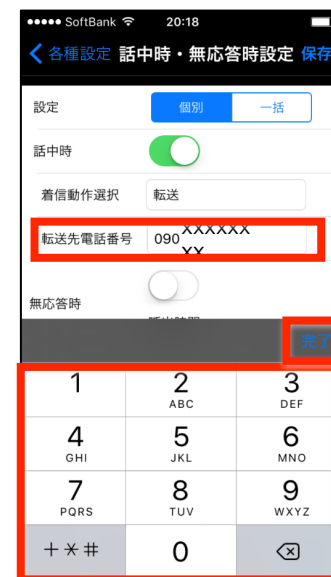 ●●●●● SoftBank 20:18
各種設定 話中時・無応答時設定 保存
設定 個別 一括
話中時
着信動作選択 転送
転送先電話番号 090XXXXXX
XX
無応答時
完了
1 2 3
ABC DEF
4 5 6
GHI JKL MNO
7 8 9
PQRS TUV WXYZ
+*# 0